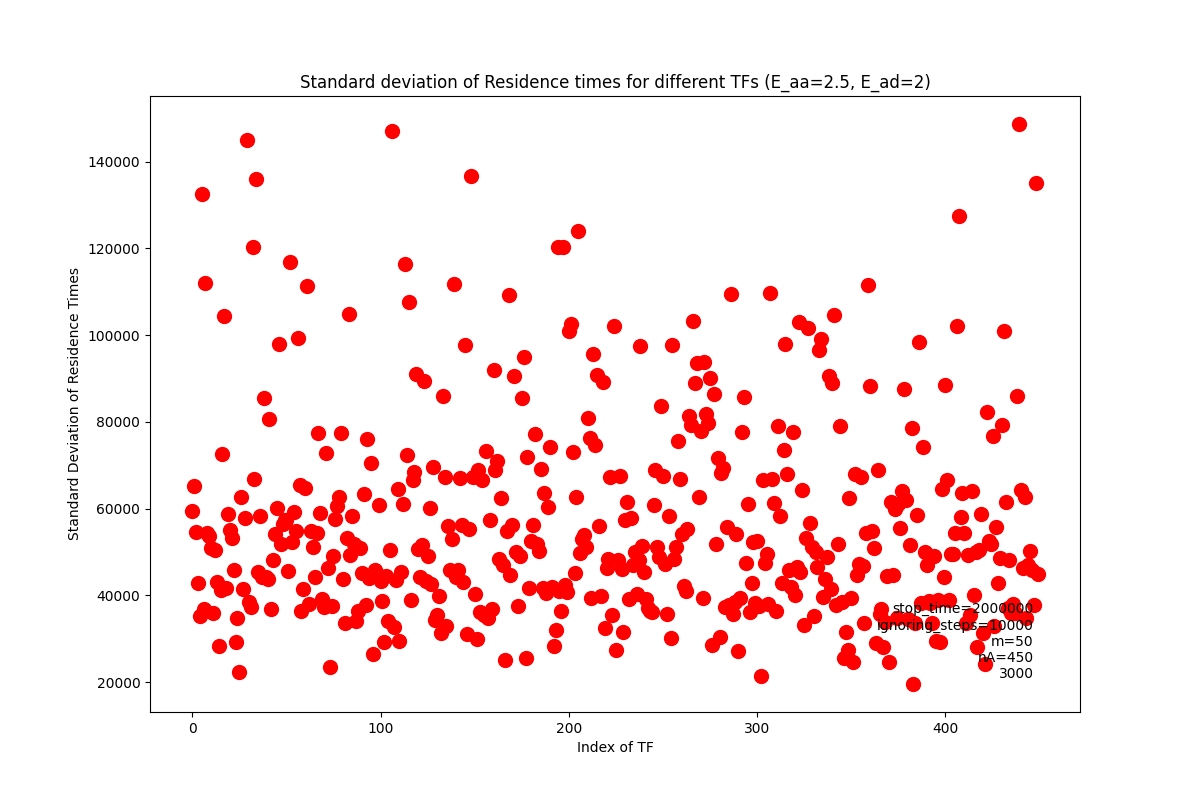 Standard deviation of Residence times for different TFs (E_aa=2.5, E_ad=2)
Standard Deviation of Residence Times
140000
120000
100000
80000
60000
40000
20000
stop_time=2000000
ignoring_steps=10000
m=50
nA=450
3000
0 100 200 300 400
Index of TF